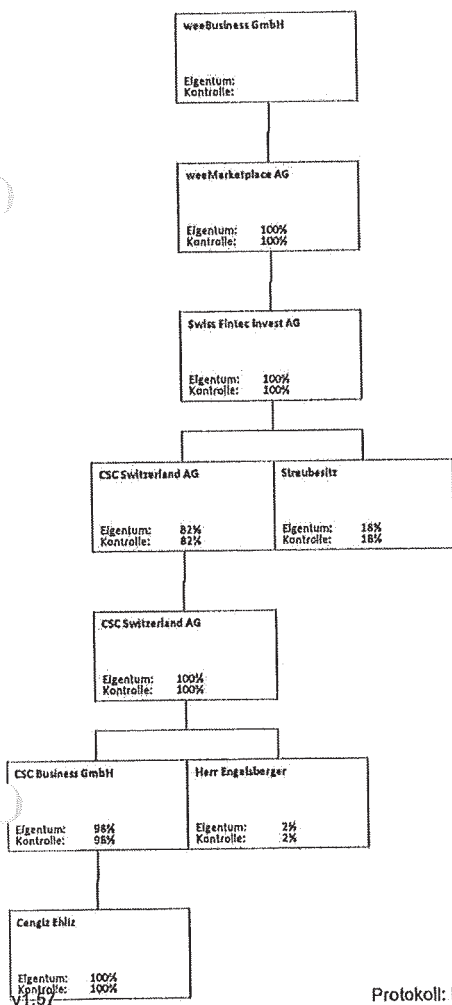 weeBusiness GmbH
Eigentum:
Kontrolle:
weeMarketplace AG
Eigentum: 100%
Kontrolle: 100%
Swiss Fintec Invest AG
Eigentum: 100%
Kontrolle: 100%
CSC Switzerland AG
Eigentum: 82%
Kontrolle: 82%
Streubesitz
Eigentum: 18%
Kontrolle: 18%
CSC Switzerland AG
Eigentum: 100%
Kontrolle: 100%
CSC Business GmbH
Eigentum: 98%
Kontrolle: 98%
Herr Engelsberger
Eigentum: 2%
Kontrolle: 2%
Cengiz Ehliz
Eigentum: 100%
Kontrolle: 100%
v1.57
Protokoll: